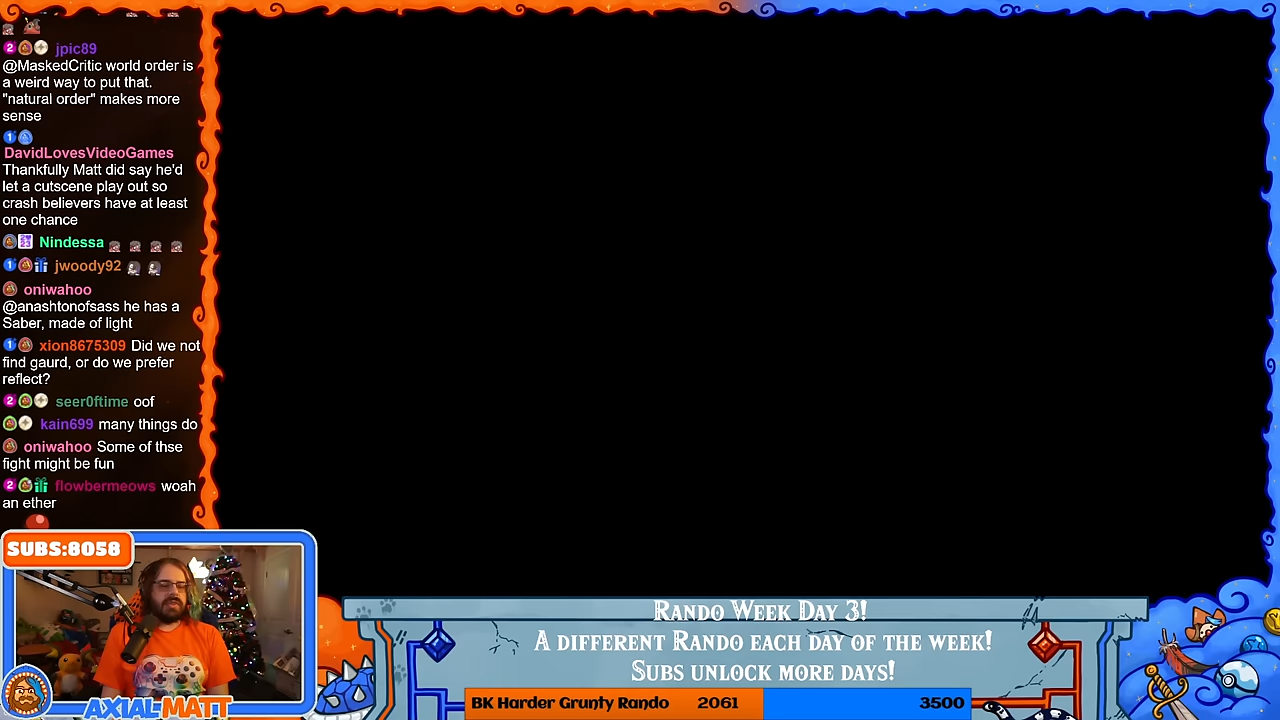 jpic89
@MaskedCritic world order is
a weird way to put that.
"natural order" makes more
sense
DavidLovesVideoGames
Thankfully Matt did say he'd
let a cutscene play out so
crash believers have at least
one chance
Nindessa
jwoody92
oniwahoo
@anashtonofsass he has a
Saber, made of light
xion8675309 Did we not
find gaurd, or do we prefer
reflect?
seer0ftime oof
kain699 many things do
oniwahoo Some of thse
fight might be fun
flowbermeows woah
an ether
SUBS:8058
AXIALMATT
RANDO WEEK DAY 3!
A DIFFERENT RANDO EACH DAY OF THE WEEK!
SUBS UNLOCK MORE DAYS!
BK Harder Grunty Rando 2061 3500